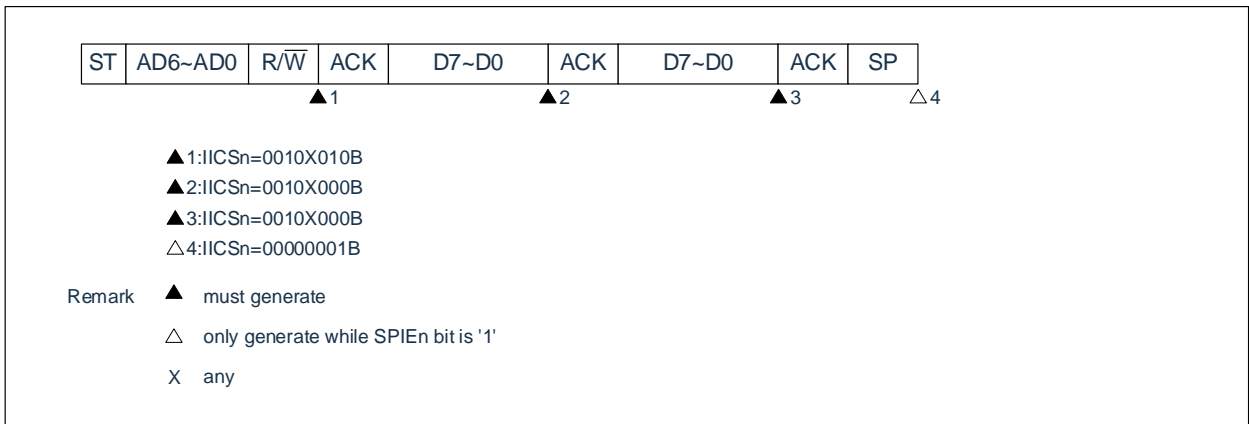 ST AD6~AD0 R/W̅ ACK D7~D0 ACK D7~D0 ACK SP
▲1 ▲2 ▲3 △4
▲1:IICSn=0010X010B
▲2:IICSn=0010X000B
▲3:IICSn=0010X000B
△4:IICSn=00000001B
Remark ▲ must generate
△ only generate while SPIEn bit is '1'
X any